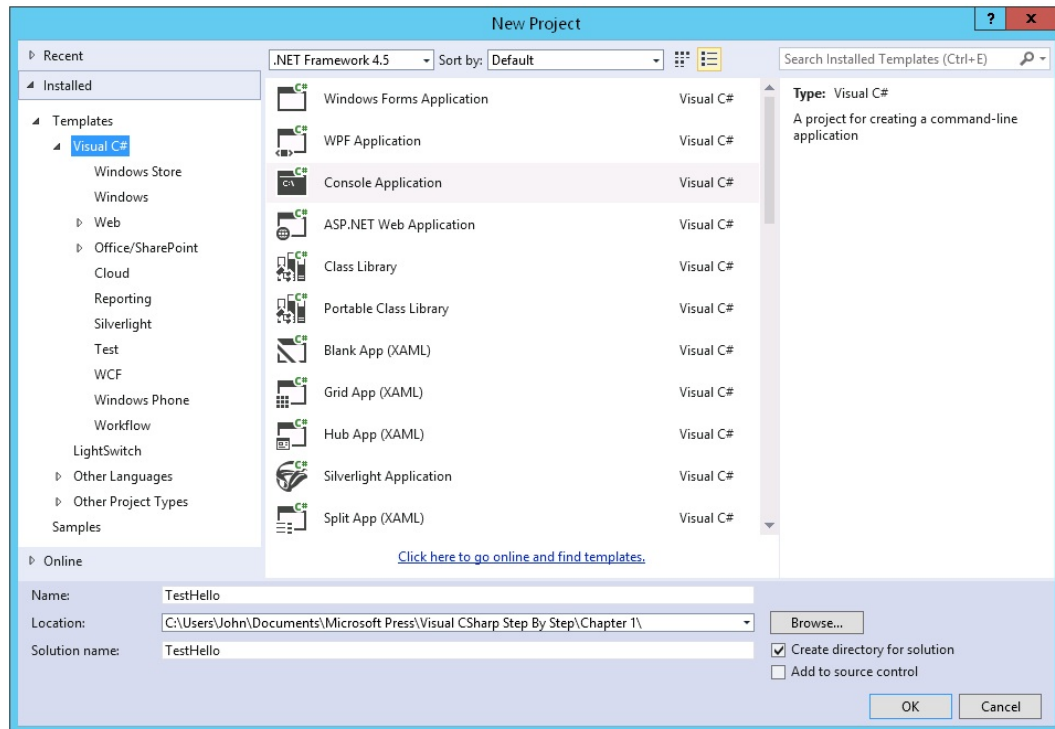 New Project
? x
Recent
Installed
Templates
Visual C#
Windows Store
Windows
Web
Office/SharePoint
Cloud
Reporting
Silverlight
Test
WCF
Windows Phone
Workflow
LightSwitch
Other Languages
Other Project Types
Samples
Online
.NET Framework 4.5 Sort by: Default
Windows Forms Application Visual C#
WPF Application Visual C#
Console Application Visual C#
ASP.NET Web Application Visual C#
Class Library Visual C#
Portable Class Library Visual C#
Blank App (XAML) Visual C#
Grid App (XAML) Visual C#
Hub App (XAML) Visual C#
Silverlight Application Visual C#
Split App (XAML) Visual C#
Click here to go online and find templates.
Search Installed Templates (Ctrl+E)
Type: Visual C#
A project for creating a command-line
application
Name: TestHello
Location: C:\Users\John\Documents\Microsoft Press\Visual CSharp Step By Step\Chapter 1\
Browse...
Solution name: TestHello
Create directory for solution
Add to source control
OK Cancel